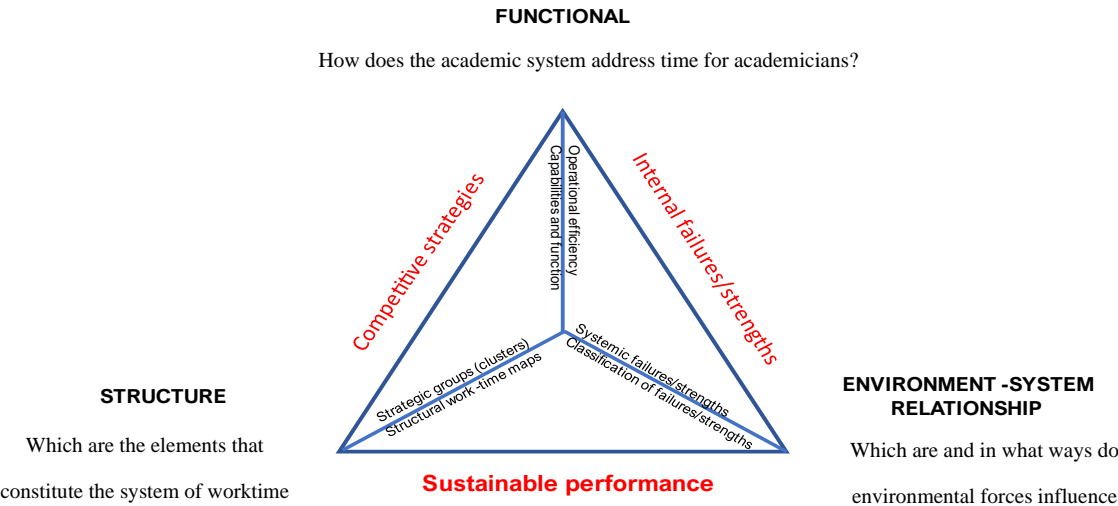 FUNCTIONAL
How does the academic system address time for academicians?
Competitive strategies
Operational efficiency
Capabilities and function
Internal failures/strengths
Strategic groups (clusters)
Structural work-time maps
Systemic failures/strengths
Classification of failures/strengths
STRUCTURE
Which are the elements that
constitute the system of worktime
ENVIRONMENT -SYSTEM
RELATIONSHIP
Which are and in what ways do
environmental forces influence
Sustainable performance